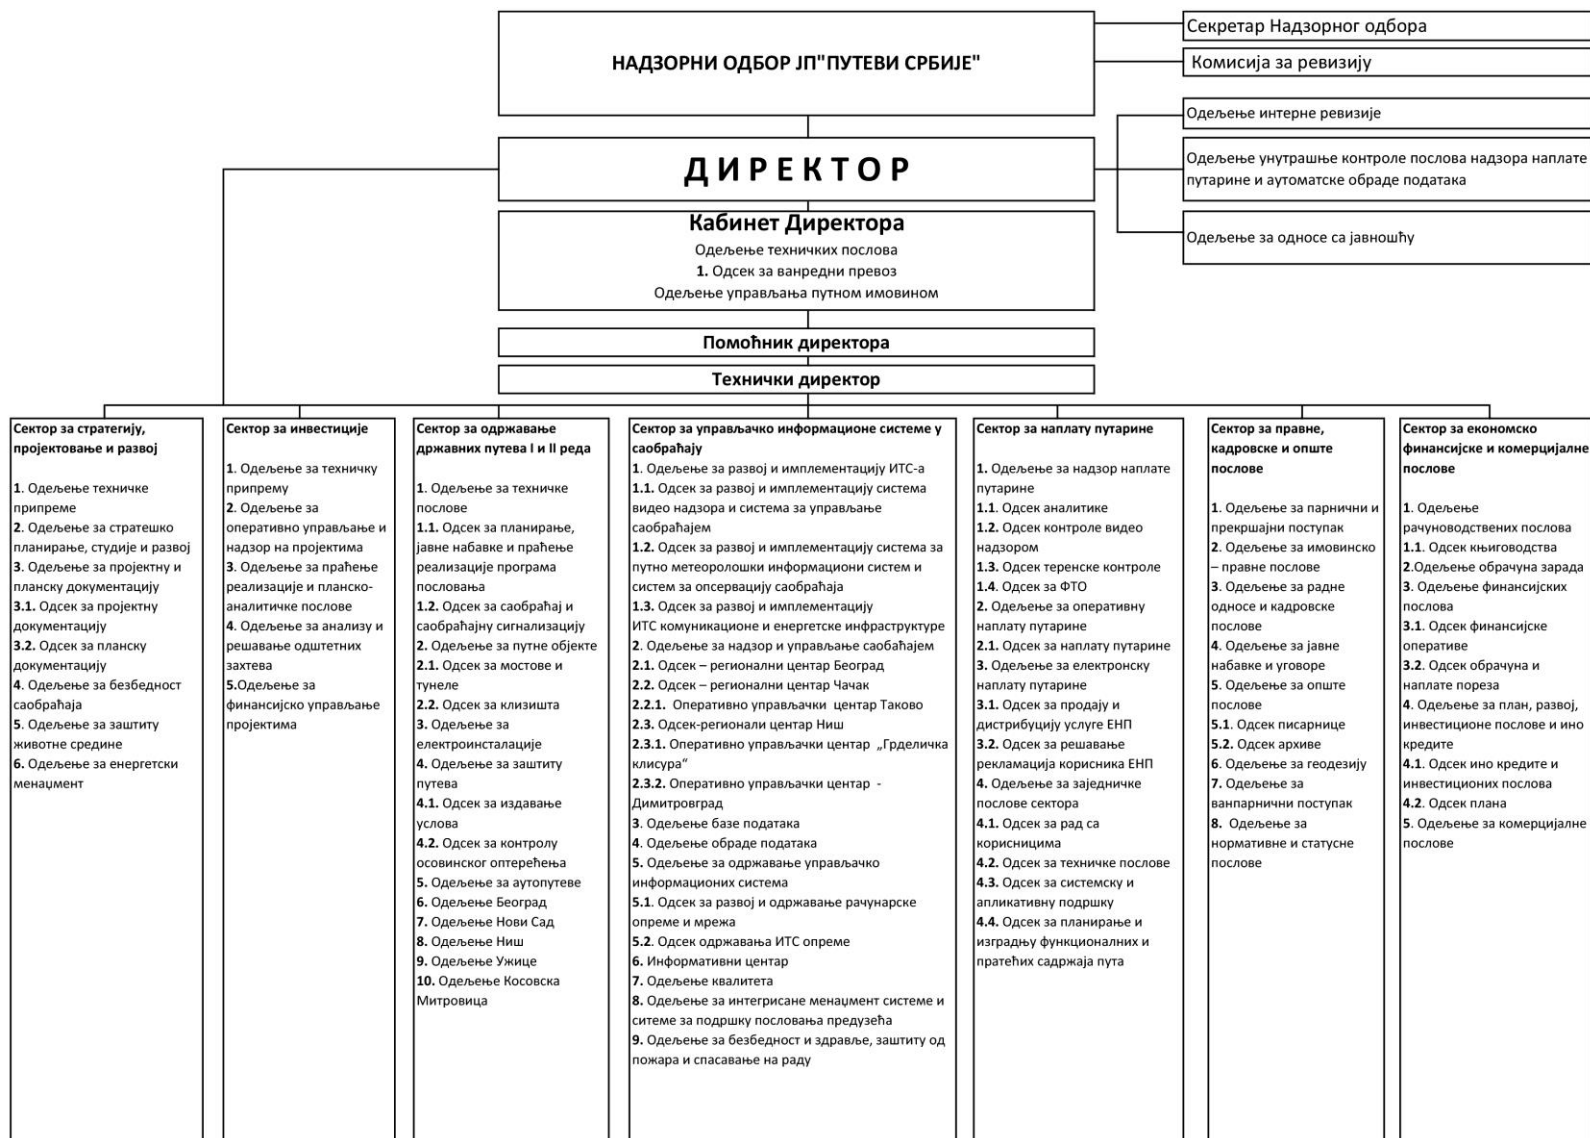 НАДЗОРНИ ОДБОР ЈП"ПУТЕВИ СРБИЈЕ"
Секретар Надзорног одбора
Комисија за ревизију
Одељење интерне ревизије
Одељење унутрашње контроле послова надзора наплате
путарине и аутоматске обраде података
Одељење за односе са јавношћу
ДИРЕКТОР
Кабинет Директора
Одељење техничких послова
1. Одсек за ванредни превоз
Одељење управљања путном имовином
Помоћник директора
Технички директор
Сектор за стратегију,
пројектовање и развој
1. Одељење техничке
припреме
2. Одељење за стратешко
планирање, студије и развој
3. Одељење за пројектну и
планску документацију
3.1. Одсек за пројектну
документацију
3.2. Одсек за планску
документацију
4. Одељење за безбедност
саобраћаја
5. Одељење за заштиту
животне средине
6. Одељење за енергетски
менаџмент
Сектор за инвестиције
1. Одељење за техничку
припрему
2. Одељење за
оперативно управљање и
надзор на пројектима
3. Одељење за праћење
реализације и планско-
аналитичке послове
4. Одељење за анализу и
решавање одштетних
захтева
5.Одељење за
финансијско управљање
пројектима
Сектор за одржавање
државних путева I и II реда
1. Одељење за техничке
послове
1.1. Одсек за планирање,
јавне набавке и праћење
реализације програма
пословања
1.2. Одсек за саобраћај и
саобраћајну сигнализацију
2. Одељење за путне објекте
2.1. Одсек за мостове и
тунеле
2.2. Одсек за клизишта
3. Одељење за
електроинсталације
4. Одељење за заштиту
путева
4.1. Одсек за издавање
услова
4.2. Одсек за контролу
осовинског оптерећења
5. Одељење за аутопутеве
6. Одељење Београд
7. Одељење Нови Сад
8. Одељење Ниш
9. Одељење Ужице
10. Одељење Косовска
Митровица
Сектор за управљачко информационе системе у
саобраћају
1. Одељење за развој и имплементацију ИТС-а
1.1. Одсек за развој и имплементацију система
видео надзора и система за управљање
саобраћајем
1.2. Одсек за развој и имплементацију система за
путно метеоролошки информациони систем и
систем за опсервацију саобраћаја
1.3. Одсек за развој и имплементацију
ИТС комуникационе и енергетске инфраструктуре
2. Одељење за надзор и управљање саобаћајем
2.1. Одсек – регионални центар Београд
2.2. Одсек – регионални центар Чачак
2.2.1. Оперативно управљачки центар Таково
2.3. Одсек-регионали центар Ниш
2.3.1. Оперативно управљачки центар „Грделичка
клисура“
2.3.2. Оперативно управљачки центар -
Димитровград
3. Одељење базе података
4. Одељење обраде података
5. Одељење за одржавање управљачко
информационих система
5.1. Одсек за развој и одржавање рачунарске
опреме и мрежа
5.2. Одсек одржавања ИТС опреме
6. Информативни центар
7. Одељење квалитета
8. Одељење за интегрисане менаџмент системе и
ситеме за подршку пословања предузећа
9. Одељење за безбедност и здравље, заштиту од
пожара и спасавање на раду
Сектор за наплату путарине
1. Одељење за надзор наплате
путарине
1.1. Одсек аналитике
1.2. Одсек контроле видео
надзором
1.3. Одсек теренске контроле
1.4. Одсек за ФТО
2. Одељење за оперативну
наплату путарине
2.1. Одсек за наплату путарине
3. Одељење за електронску
наплату путарине
3.1. Одсек за продају и
дистрибуцију услуге ЕНП
3.2. Одсек за решавање
рекламација корисника ЕНП
4. Одељење за заједничке
послове сектора
4.1. Одсек за рад са
корисницима
4.2. Одсек за техничке послове
4.3. Одсек за системску и
апликативну подршку
4.4. Одсек за планирање и
изградњу функционалних и
пратећих садржаја пута
Сектор за правне,
кадровске и опште
послове
1. Одељење за парнични и
прекршајни поступак
2. Одељење за имовинско
– правне послове
3. Одељење за радне
односе и кадровске
послове
4. Одељење за јавне
набавке и уговоре
5. Одељење за опште
послове
5.1. Одсек писарнице
5.2. Одсек архиве
6. Одељење за геодезију
7. Одељење за
ванпарнични поступак
8. Одељење за
нормативне и статусне
послове
Сектор за економско
финансијске и комерцијалне
послове
1. Одељење
рачуноводствених послова
1.1. Одсек књиговодства
2.Одељење обрачуна зарада
3. Одељење финансијских
послова
3.1. Одсек финансијске
оперативе
3.2. Одсек обрачуна и
наплате пореза
4. Одељење за план, развој,
инвестиционе послове и ино
кредите
4.1. Одсек ино кредите и
инвестиционих послова
4.2. Одсек плана
5. Одељење за комерцијалне
послове